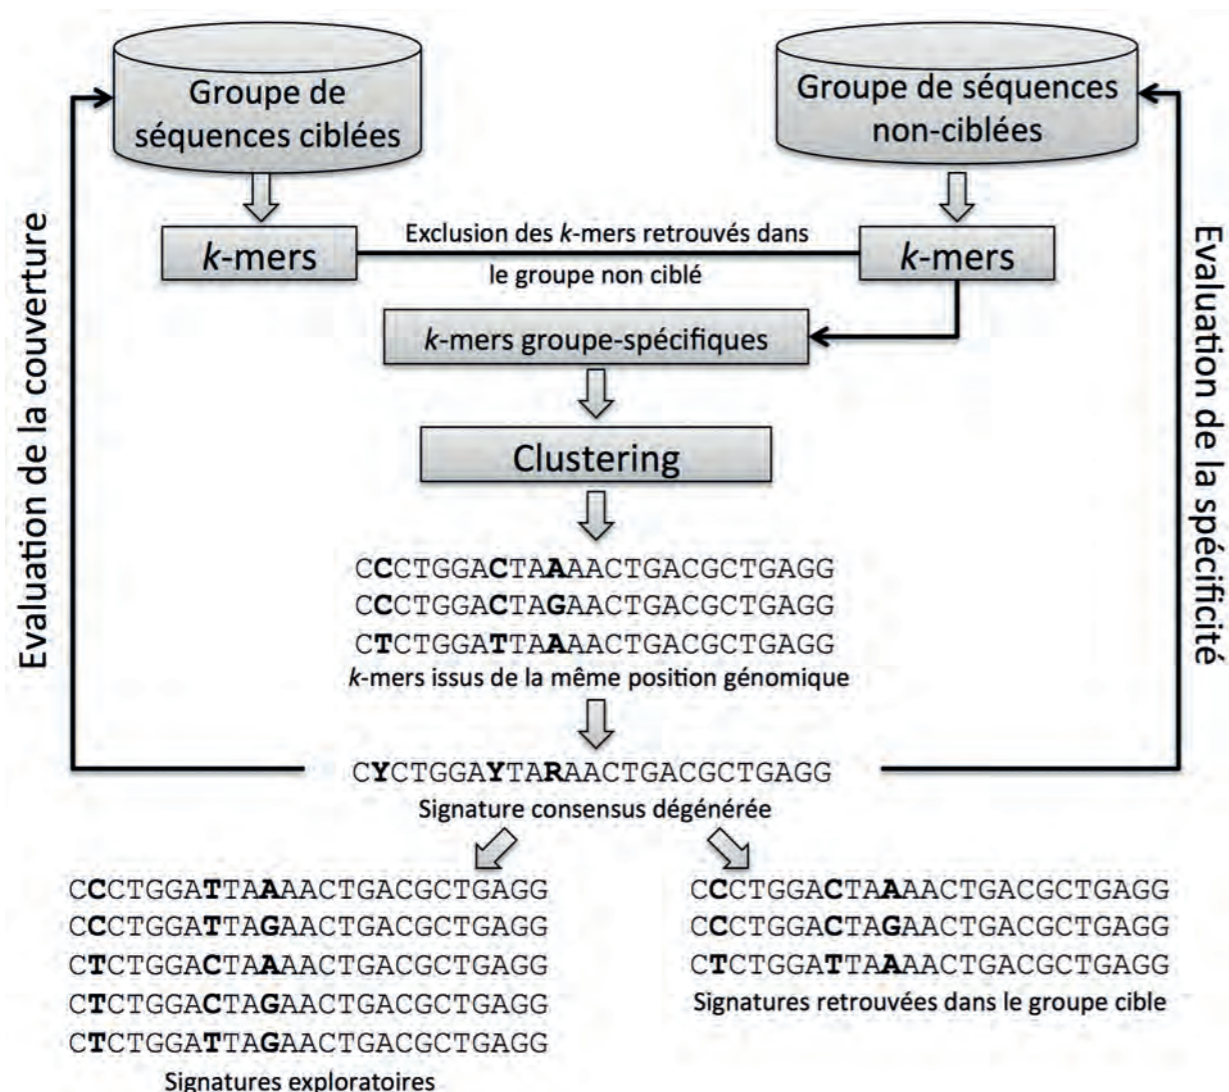 Groupe de
séquences ciblées
Groupe de séquences
non-ciblées
k-mers
Exclusion des k-mers retrouvés dans
le groupe non ciblé
k-mers
k-mers groupe-spécifiques
Clustering
Evaluation de la couverture
Evaluation de la spécificité
CCCTGGACTAAAACTGACGCTGAGG
CCCTGGACTAGAACTGACGCTGAGG
CTCTGGATTAAAACTGACGCTGAGG
k-mers issus de la même position génomique
CYCTGGAYTARAACTGACGCTGAGG
Signature consensus dégénérée
CCCTGGATTAAAACTGACGCTGAGG
CCCTGGATTAGAACTGACGCTGAGG
CTCTGGACTAAAACTGACGCTGAGG
CTCTGGACTAGAACTGACGCTGAGG
CTCTGGATTAGAACTGACGCTGAGG
Signatures exploratoires
CCCTGGACTAAAACTGACGCTGAGG
CCCTGGACTAGAACTGACGCTGAGG
CTCTGGATTAAAACTGACGCTGAGG
Signatures retrouvées dans le groupe cible